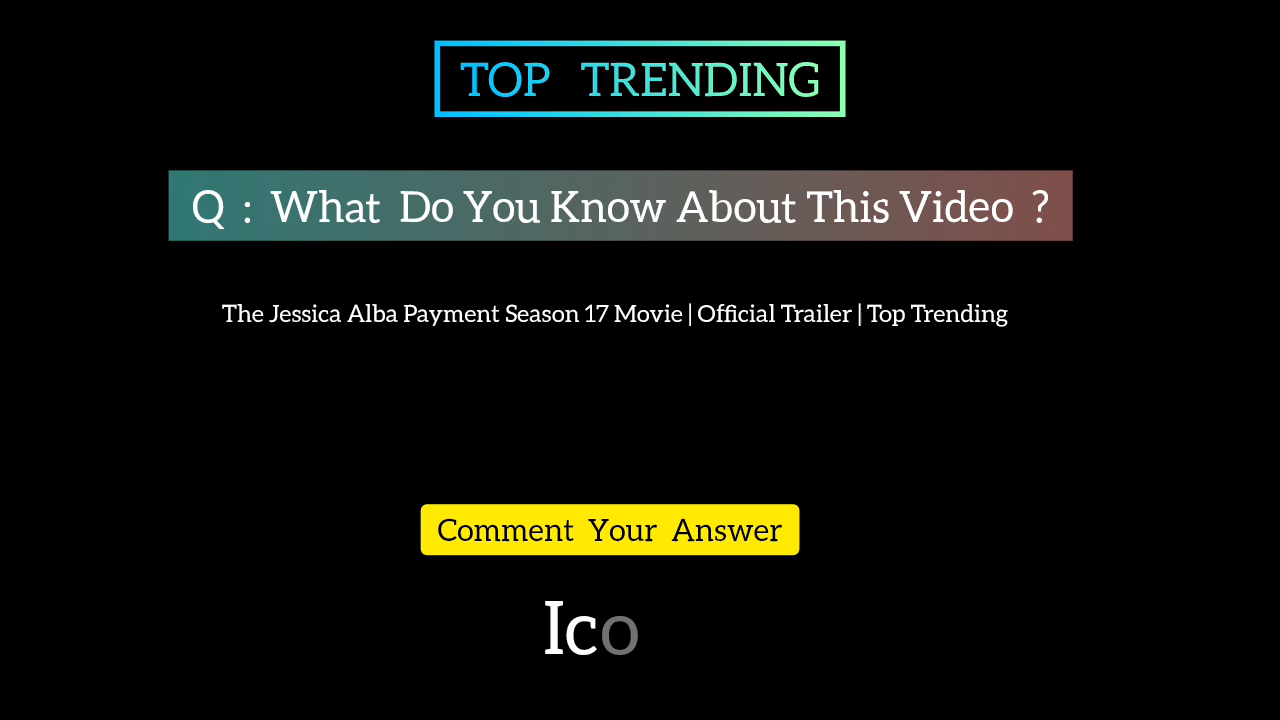 TOP TRENDING
Q : What Do You Know About This Video ?
The Jessica Alba Payment Season 17 Movie | Official Trailer | Top Trending
Comment Your Answer
Ico